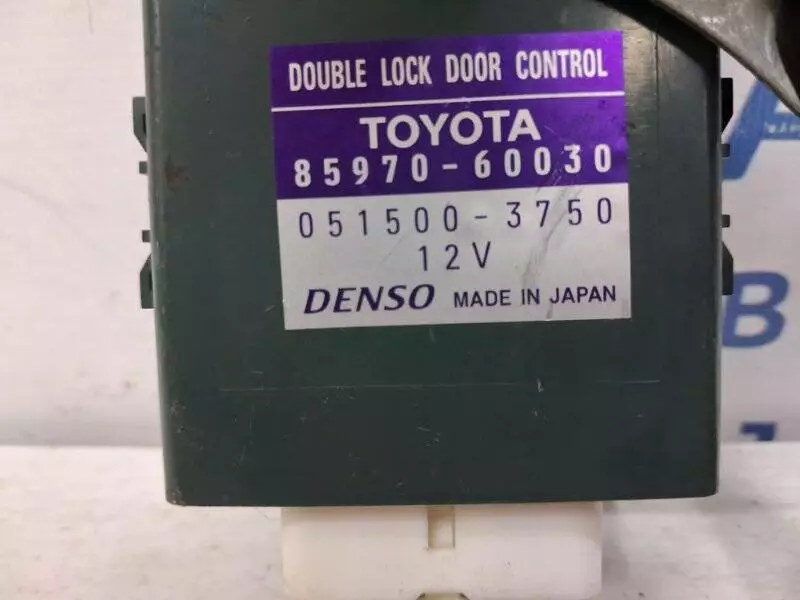 DOUBLE LOCK DOOR CONTROL
TOYOTA
85970-60030
051500-3750
12V
DENSO MADE IN JAPAN
A
B